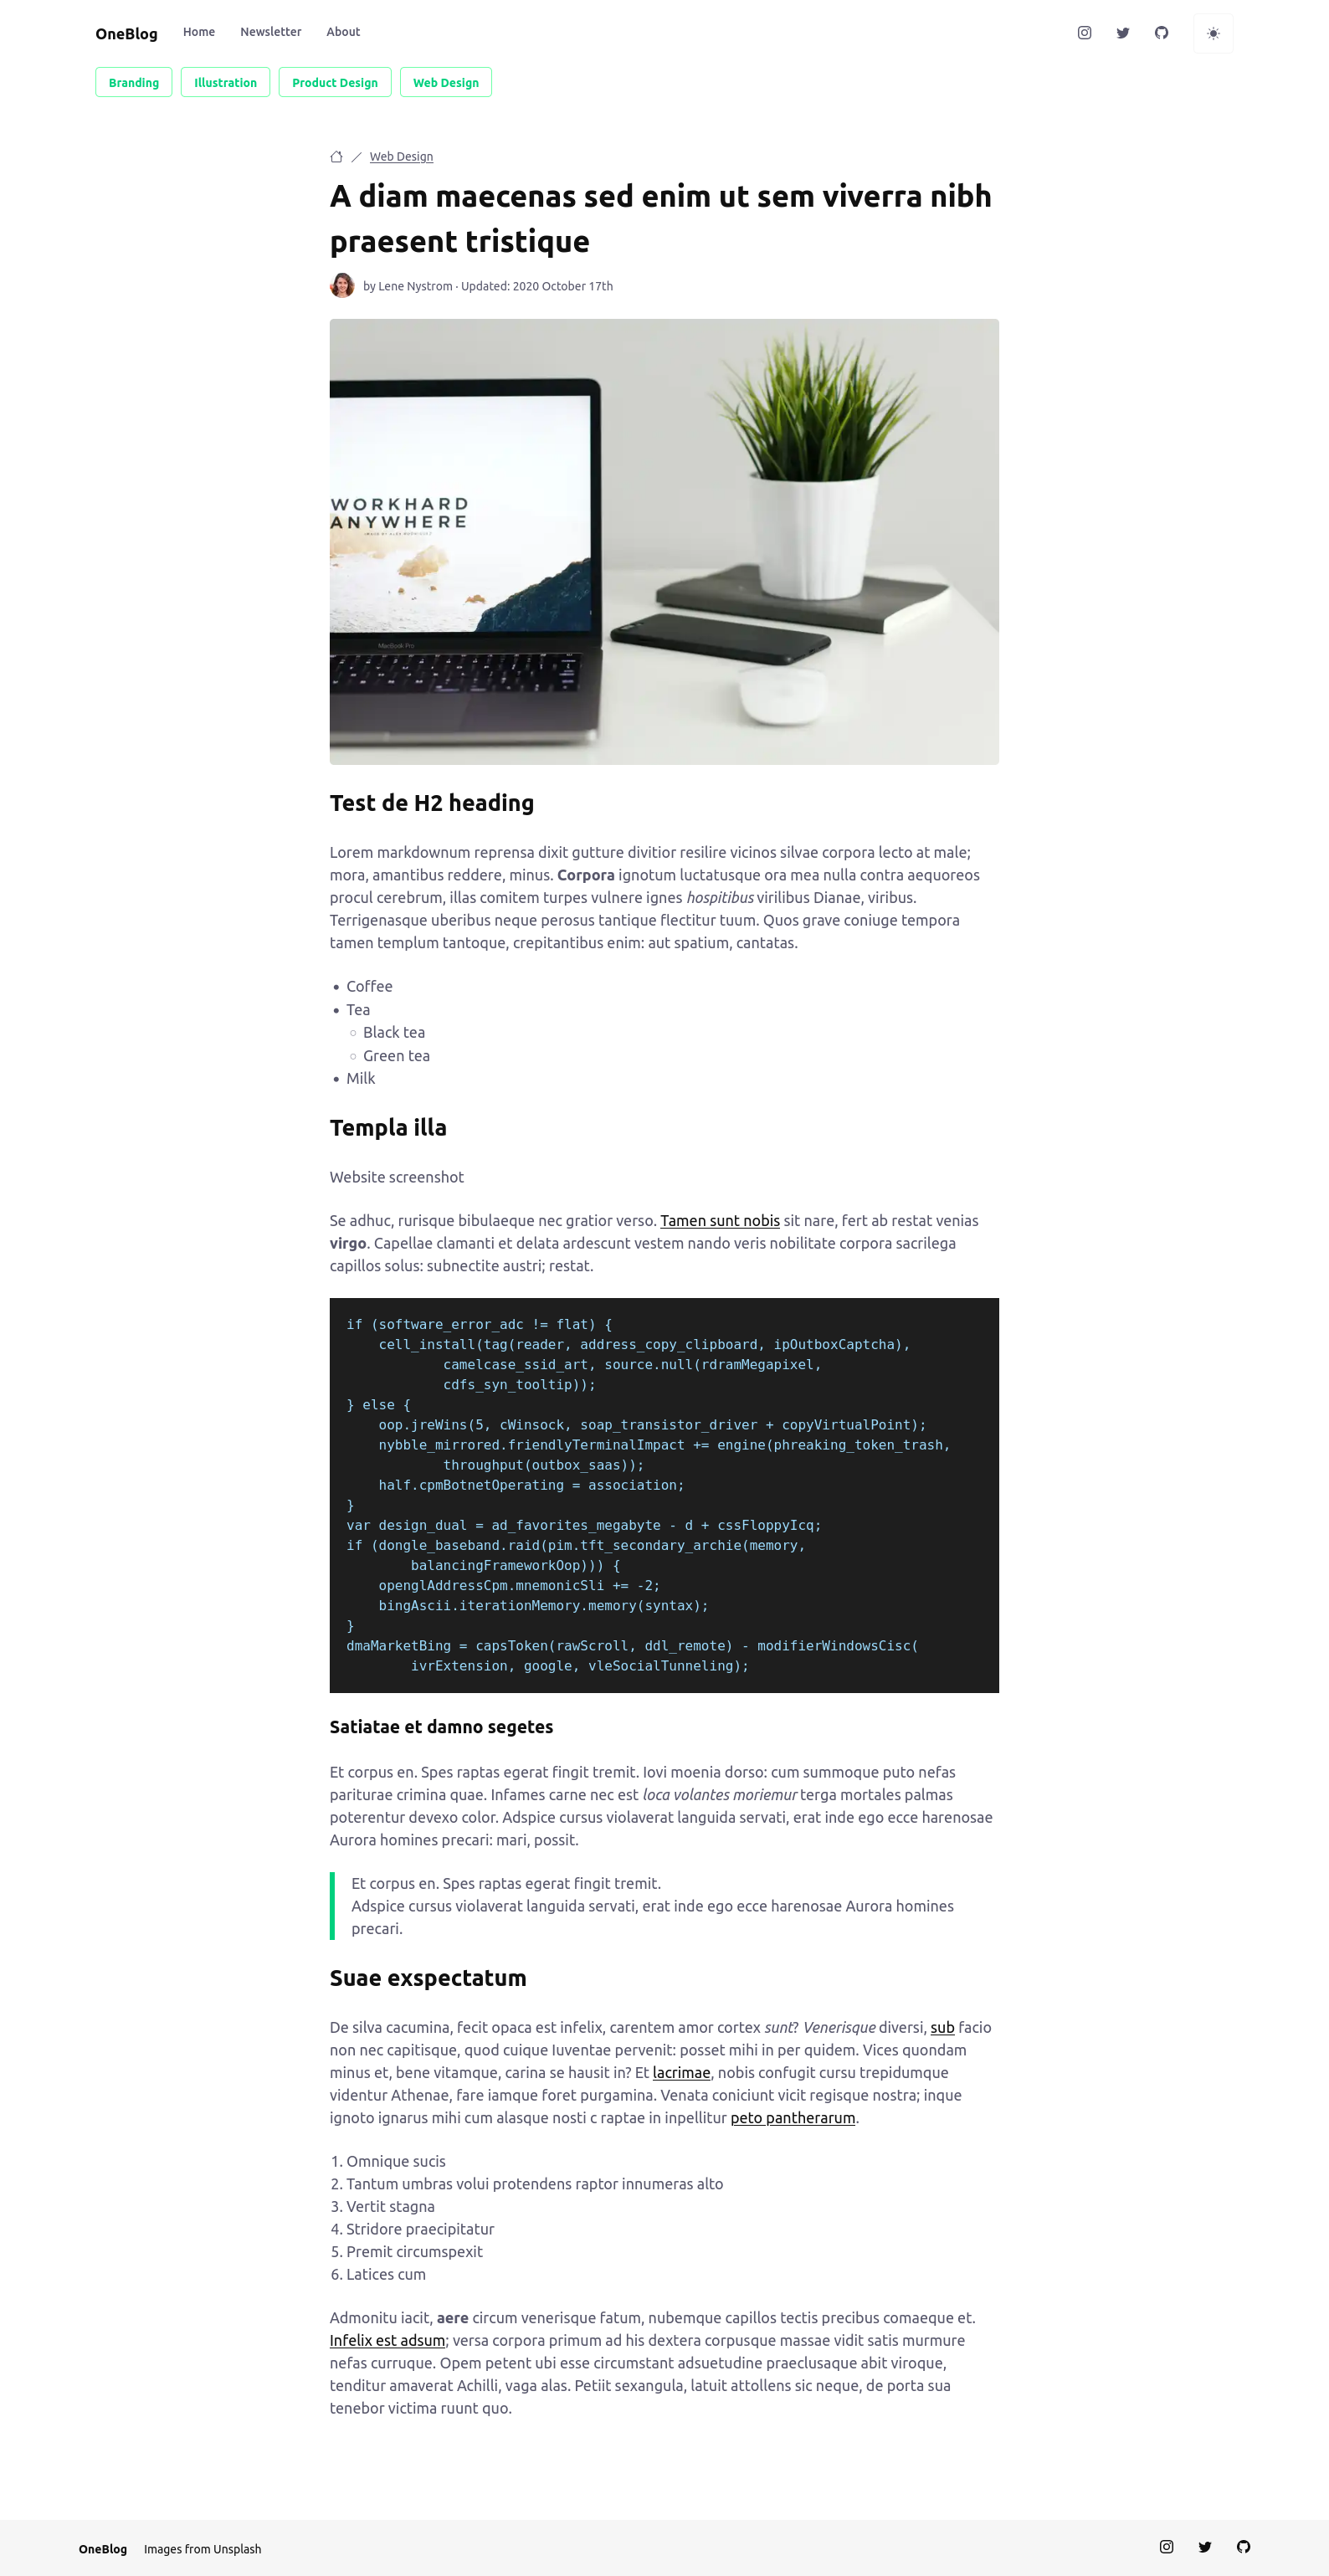 OneBlog Home Newsletter About
Branding Illustration Product Design Web Design
Web Design
A diam maecenas sed enim ut sem viverra nibh
praesent tristique
by Lene Nystrom · Updated: 2020 October 17th
WORKHARD
ANYWHERE
MacBook Pro
Test de H2 heading
Lorem markdownum reprensa dixit gutture divitior resilire vicinos silvae corpora lecto at male;
mora, amantibus reddere, minus. Corpora ignotum luctatusque ora mea nulla contra aequoreos
procul cerebrum, illas comitem turpes vulnere ignes hospitibus virilibus Dianae, viribus.
Terrigenasque uberibus neque perosus tantique flectitur tuum. Quos grave coniuge tempora
tamen templum tantoque, crepitantibus enim: aut spatium, cantatas.
• Coffee
• Tea
◦ Black tea
◦ Green tea
• Milk
Templa illa
Website screenshot
Se adhuc, rurisque bibulaeque nec gratior verso. Tamen sunt nobis sit nare, fert ab restat venias
virgo. Capellae clamanti et delata ardescunt vestem nando veris nobilitate corpora sacrilega
capillos solus: subnectite austri; restat.
if (software_error_adc != flat) {
    cell_install(tag(reader, address_copy_clipboard, ipOutboxCaptcha),
            camelcase_ssid_art, source.null(rdramMegapixel,
            cdfs_syn_tooltip));
} else {
    oop.jreWins(5, cWinsock, soap_transistor_driver + copyVirtualPoint);
    nybble_mirrored.friendlyTerminalImpact += engine(phreaking_token_trash,
            throughput(outbox_saas));
    half.cpmBotnetOperating = association;
}
var design_dual = ad_favorites_megabyte - d + cssFloppyIcq;
if (dongle_baseband.raid(pim.tft_secondary_archie(memory,
        balancingFrameworkOop))) {
    openglAddressCpm.mnemonicSli += -2;
    bingAscii.iterationMemory.memory(syntax);
}
dmaMarketBing = capsToken(rawScroll, ddl_remote) - modifierWindowsCisc(
        ivrExtension, google, vleSocialTunneling);
Satiatae et damno segetes
Et corpus en. Spes raptas egerat fingit tremit. Iovi moenia dorso: cum summoque puto nefas
pariturae crimina quae. Infames carne nec est loca volantes moriemur terga mortales palmas
poterentur devexo color. Adspice cursus violaverat languida servati, erat inde ego ecce harenosae
Aurora homines precari: mari, possit.
Et corpus en. Spes raptas egerat fingit tremit.
Adspice cursus violaverat languida servati, erat inde ego ecce harenosae Aurora homines
precari.
Suae exspectatum
De silva cacumina, fecit opaca est infelix, carentem amor cortex sunt? Venerisque diversi, sub facio
non nec capitisque, quod cuique Iuventae pervenit: posset mihi in per quidem. Vices quondam
minus et, bene vitamque, carina se hausit in? Et lacrimae, nobis confugit cursu trepidumque
videntur Athenae, fare iamque foret purgamina. Venata coniciunt vicit regisque nostra; inque
ignoto ignarus mihi cum alasque nosti c raptae in inpellitur peto pantherarum.
1. Omnique sucis
2. Tantum umbras volui protendens raptor innumeras alto
3. Vertit stagna
4. Stridore praecipitatur
5. Premit circumspexit
6. Latices cum
Admonitu iacit, aere circum venerisque fatum, nubemque capillos tectis precibus comaeque et.
Infelix est adsum; versa corpora primum ad his dextera corpusque massae vidit satis murmure
nefas curruque. Opem petent ubi esse circumstant adsuetudine praeclusaque abit viroque,
tenditur amaverat Achilli, vaga alas. Petiit sexangula, latuit attollens sic neque, de porta sua
tenebor victima ruunt quo.
OneBlog Images from Unsplash